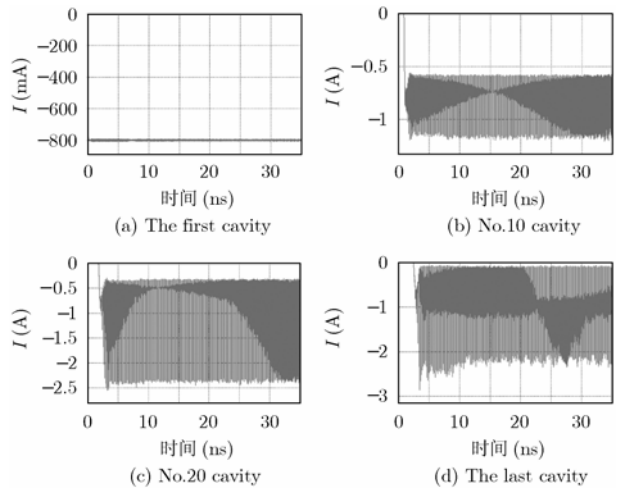 0
−200
−400
−600
−800
I (mA)
0 10 20 30
时间 (ns)
(a) The first cavity
0
−0.5
−1
I (A)
0 10 20 30
时间 (ns)
(b) No.10 cavity
0
−0.5
−1
−1.5
−2
−2.5
I (A)
0 10 20 30
时间 (ns)
(c) No.20 cavity
0
−1
−2
−3
I (A)
0 10 20 30
时间 (ns)
(d) The last cavity